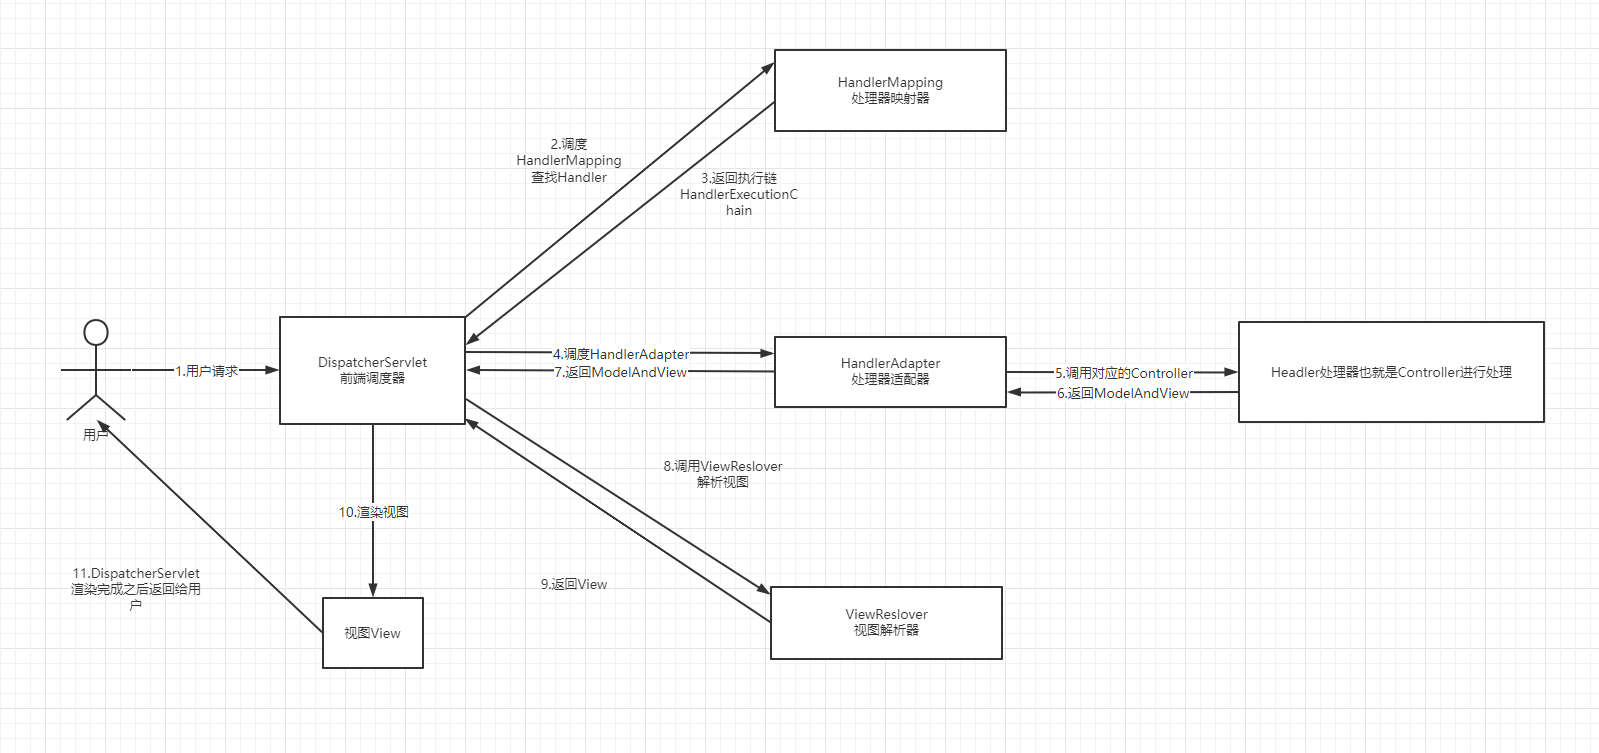 HandlerMapping
处理器映射器
2.调度
HandlerMapping
查找Handler
3.返回执行链
HandlerExecutionC
hain
DispatcherServlet
前端调度器
1.用户请求
用户
4.调度HandlerAdapter
7.返回ModelAndView
HandlerAdapter
处理器适配器
5.调用对应的Controller
6.返回ModelAndView
Headler处理器也就是Controller进行处理
8.调用ViewReslover
解析视图
9.返回View
10.渲染视图
11.DispatcherServlet
渲染完成之后返回给用
户
视图View
ViewReslover
视图解析器